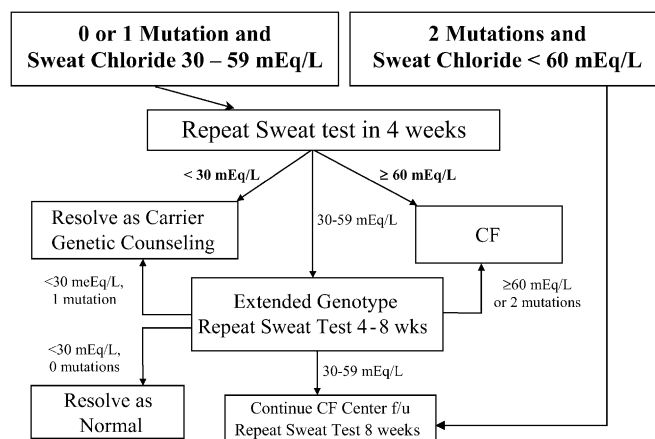 0 or 1 Mutation and
Sweat Chloride 30 – 59 mEq/L
2 Mutations and
Sweat Chloride < 60 mEq/L
Repeat Sweat test in 4 weeks
< 30 mEq/L
≥ 60 mEq/L
30-59 mEq/L
Resolve as Carrier
Genetic Counseling
CF
<30 meEq/L,
1 mutation
≥60 mEq/L
or 2 mutations
Extended Genotype
Repeat Sweat Test 4-8 wks
<30 mEq/L,
0 mutations
30-59 mEq/L
Resolve as
Normal
Continue CF Center f/u
Repeat Sweat Test 8 weeks